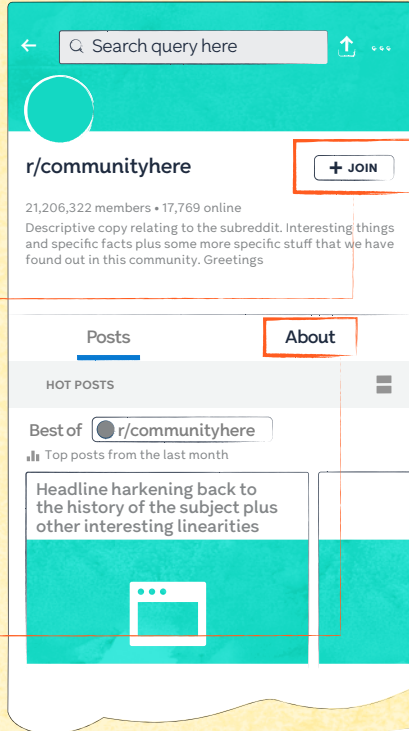 Search query here
r/communityhere
+ JOIN
21,206,322 members • 17,769 online
Descriptive copy relating to the subreddit. Interesting things
and specific facts plus some more specific stuff that we have
found out in this community. Greetings
Posts
About
HOT POSTS
Best of r/communityhere
Top posts from the last month
Headline harkening back to
the history of the subject plus
other interesting linearities